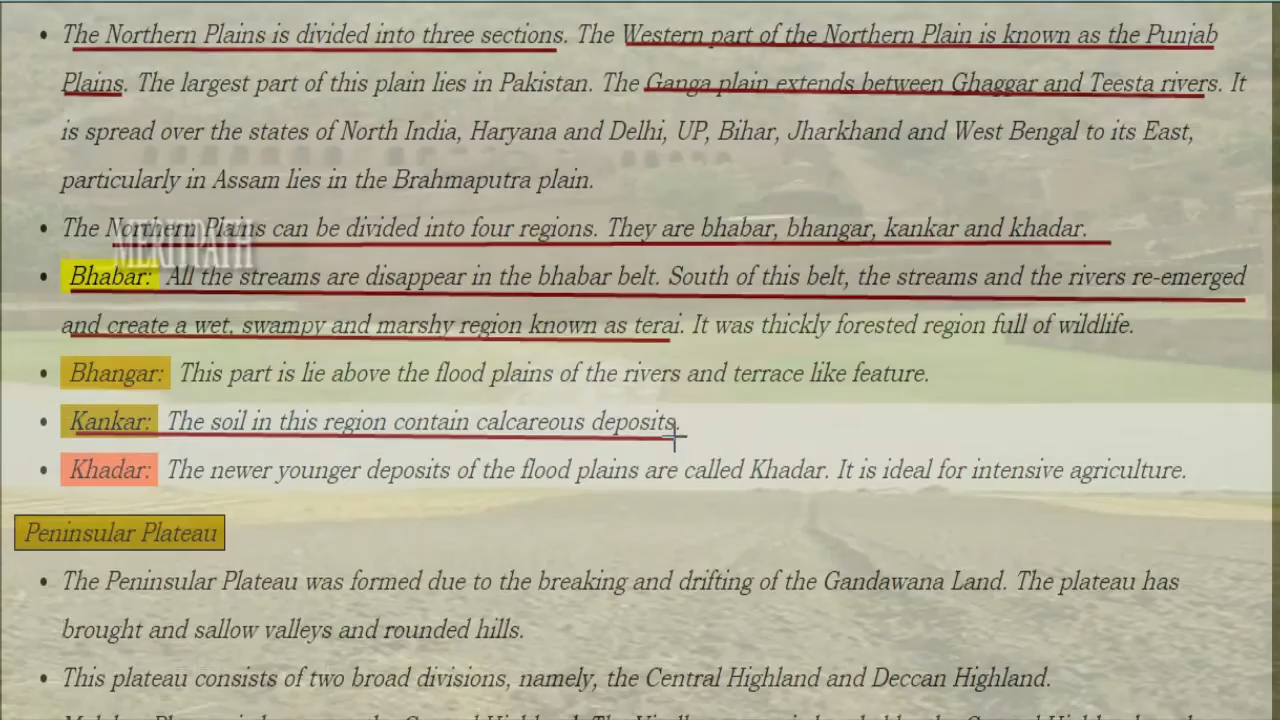 • The Northern Plains is divided into three sections. The Western part of the Northern Plain is known as the Punjab
Plains. The largest part of this plain lies in Pakistan. The Ganga plain extends between Ghaggar and Teesta rivers. It
is spread over the states of North India, Haryana and Delhi, UP, Bihar, Jharkhand and West Bengal to its East,
particularly in Assam lies in the Brahmaputra plain.
• The Northern Plains can be divided into four regions. They are bhabar, bhangar, kankar and khadar.
MERITPATH
• Bhabar: All the streams are disappear in the bhabar belt. South of this belt, the streams and the rivers re-emerged
and create a wet, swampy and marshy region known as terai. It was thickly forested region full of wildlife.
• Bhangar: This part is lie above the flood plains of the rivers and terrace like feature.
• Kankar: The soil in this region contain calcareous deposits.
• Khadar: The newer younger deposits of the flood plains are called Khadar. It is ideal for intensive agriculture.
Peninsular Plateau
• The Peninsular Plateau was formed due to the breaking and drifting of the Gandawana Land. The plateau has
brought and sallow valleys and rounded hills.
• This plateau consists of two broad divisions, namely, the Central Highland and Deccan Highland.